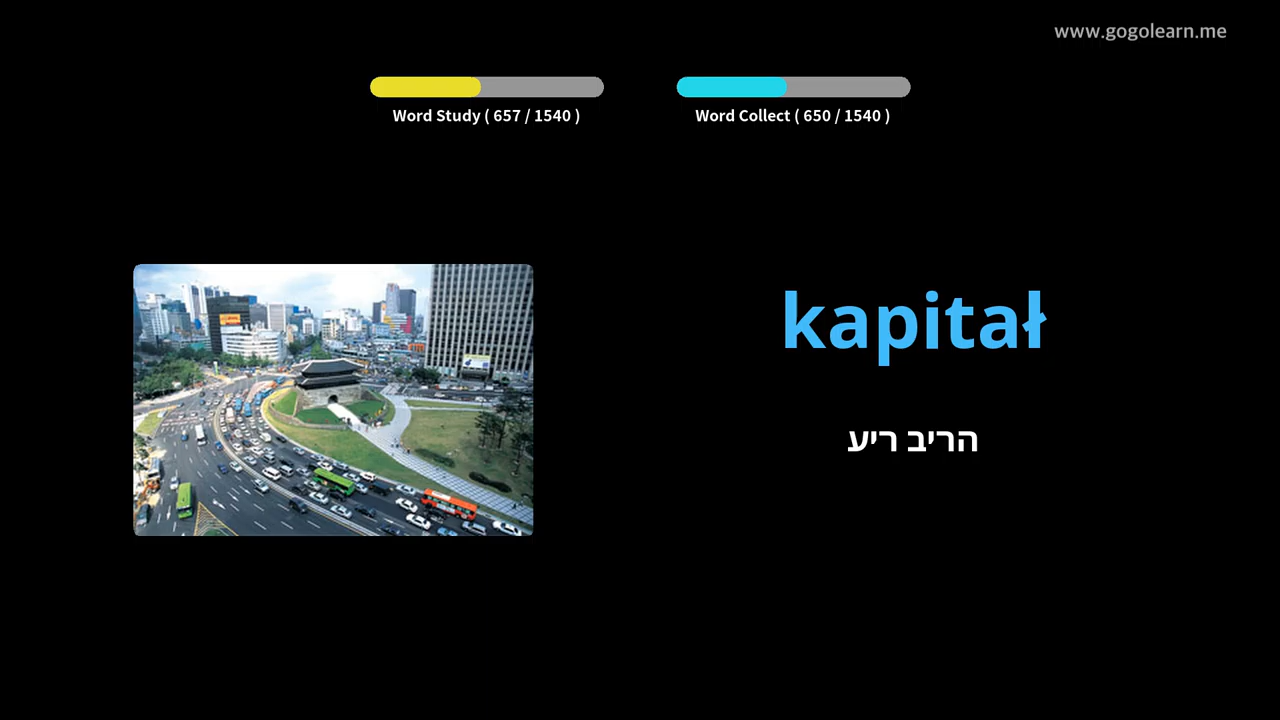 www.gogolearn.me
Word Study ( 657 / 1540 )
Word Collect ( 650 / 1540 )
kapitał
הריב ריע